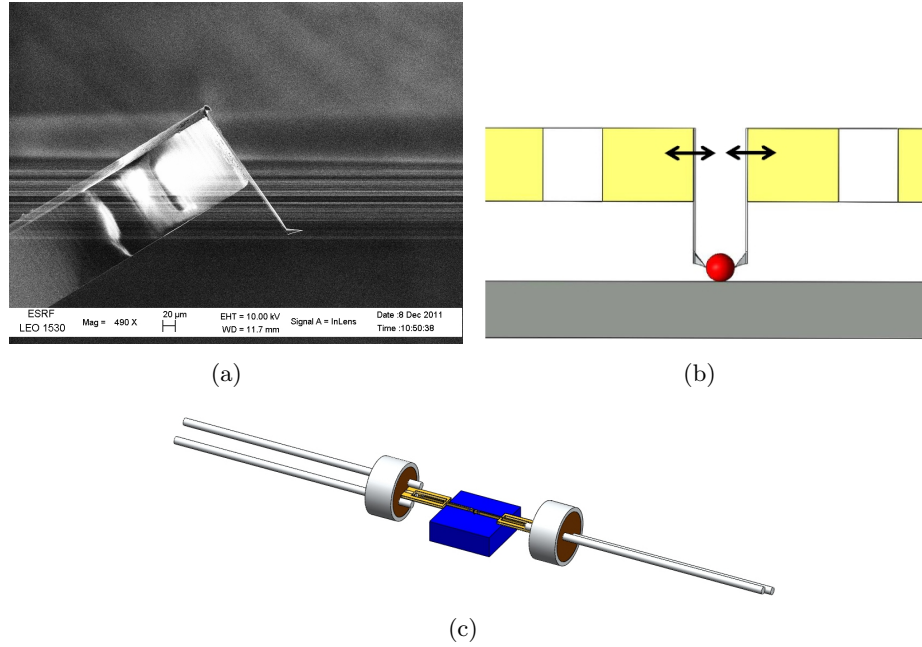 ESRF
LEO 1530
Mag = 490 X
20 µm
EHT = 10.00 kV
WD = 11.7 mm
Signal A = InLens
Date :8 Dec 2011
Time :10:50:38
(a)
(b)
(c)